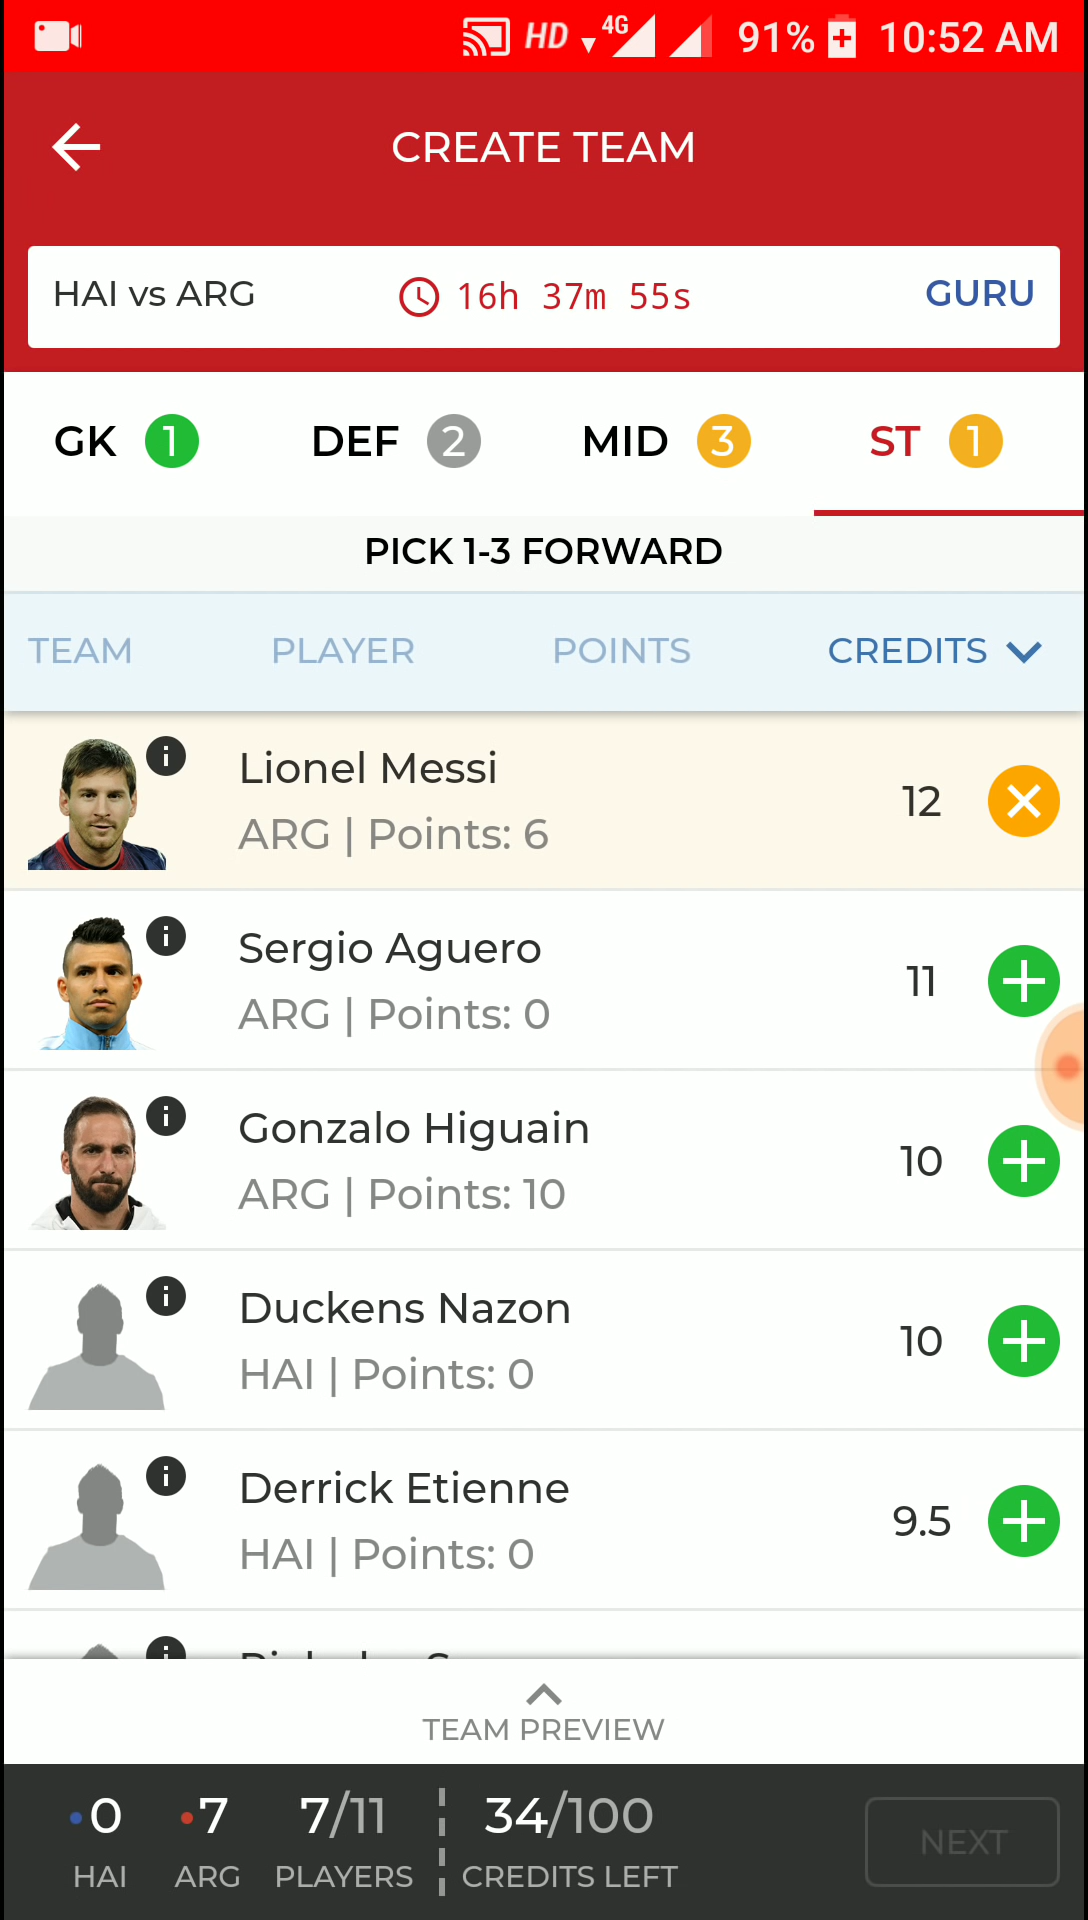 HD 4G 91% 10:52 AM
CREATE TEAM
HAI vs ARG 16h 37m 55s GURU
GK 1 DEF 2 MID 3 ST 1
PICK 1-3 FORWARD
TEAM PLAYER POINTS CREDITS
Lionel Messi
ARG | Points: 6
12
Sergio Aguero
ARG | Points: 0
11
Gonzalo Higuain
ARG | Points: 10
10
Duckens Nazon
HAI | Points: 0
10
Derrick Etienne
HAI | Points: 0
9.5
TEAM PREVIEW
0 7 7/11 34/100
HAI ARG PLAYERS CREDITS LEFT
NEXT